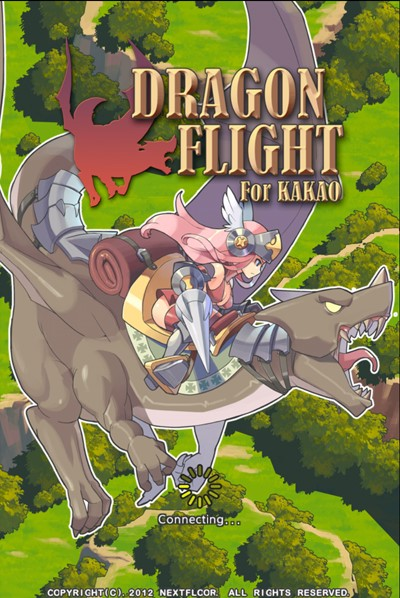 DRAGON
FLIGHT
For KAKAO
Connecting...
COPYRIGHT(C). 2012 NEXTFLOOR. ALL RIGHTS RESERVED.